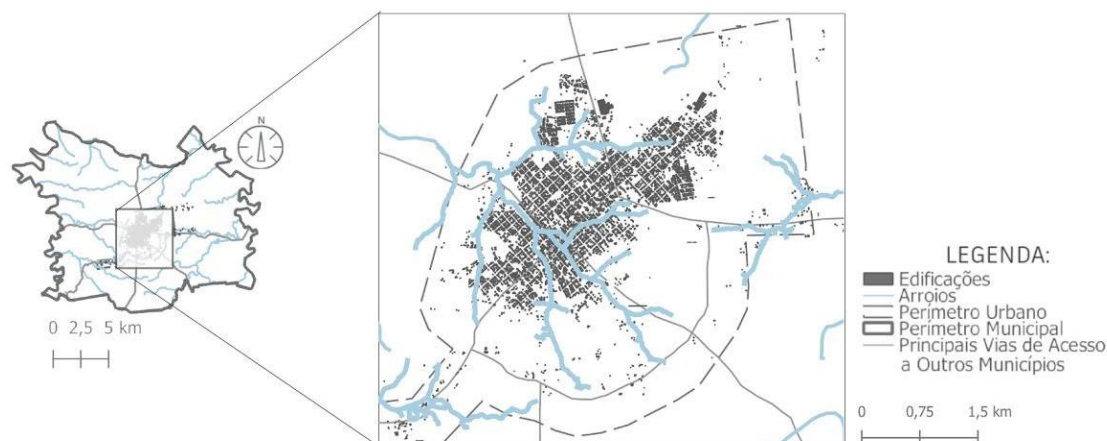 N
0 2,5 5 km
LEGENDA:
Edificações
Arroios
Perímetro Urbano
Perímetro Municipal
Principais Vias de Acesso
a Outros Municípios
0 0,75 1,5 km